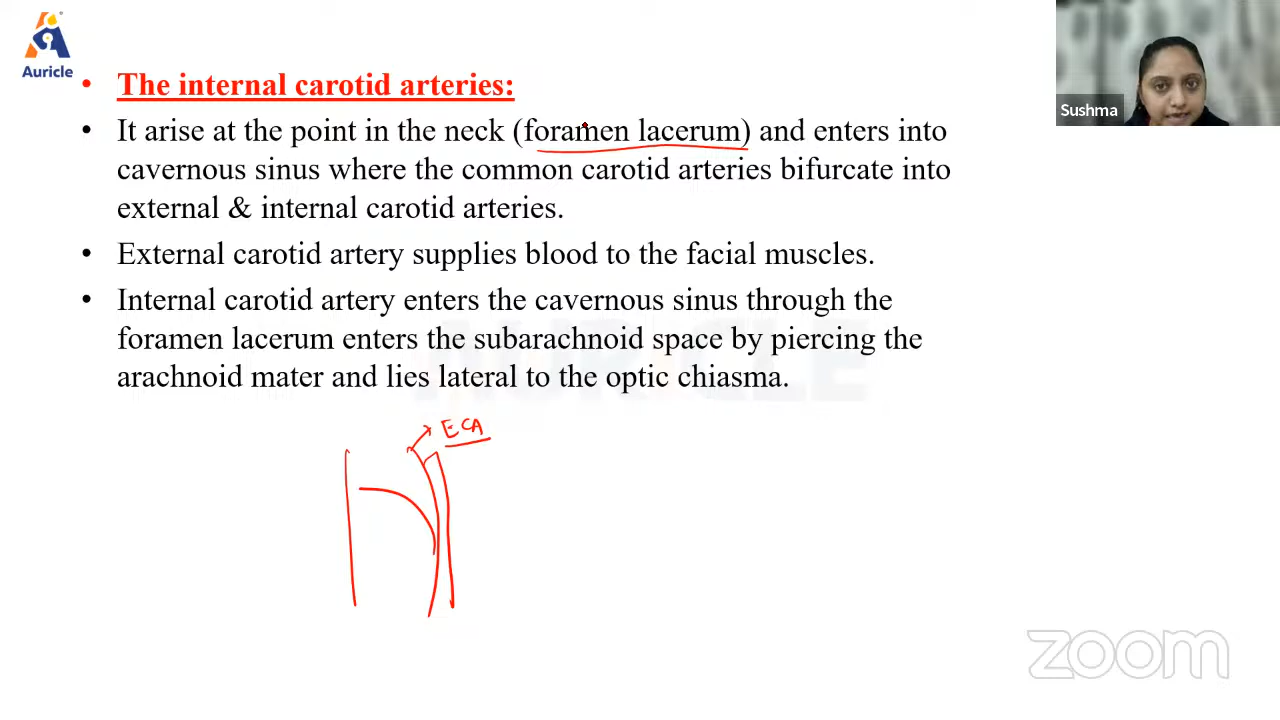 Auricle
Sushma
• The internal carotid arteries:
• It arise at the point in the neck (foramen lacerum) and enters into
cavernous sinus where the common carotid arteries bifurcate into
external & internal carotid arteries.
• External carotid artery supplies blood to the facial muscles.
• Internal carotid artery enters the cavernous sinus through the
foramen lacerum enters the subarachnoid space by piercing the
arachnoid mater and lies lateral to the optic chiasma.
AURICLE
ECA
zoom